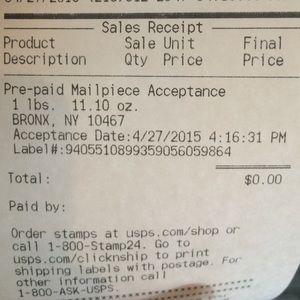 Sales Receipt
Product Sale Unit Final
Description Qty Price Price
Pre-paid Mailpiece Acceptance
1 lbs. 11.10 oz.
BRONX, NY 10467
Acceptance Date:4/27/2015 4:16:31 PM
Label#:9405510899359056059864
Total: $0.00
Paid by:
Order stamps at usps.com/shop or
call 1-800-Stamp24. Go to
usps.com/clicknship to print
shipping labels with postage. For
other information call
1-800-ASK-USPS.